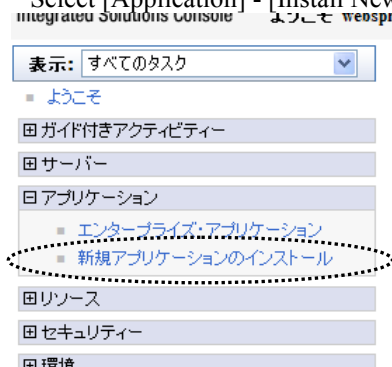 Select [Application] - [Install New
Integrated Solutions Console ようこそ webspl
表示: すべてのタスク
ようこそ
ガイド付きアクティビティー
サーバー
アプリケーション
エンタープライズ・アプリケーション
新規アプリケーションのインストール
リソース
セキュリティー
環境